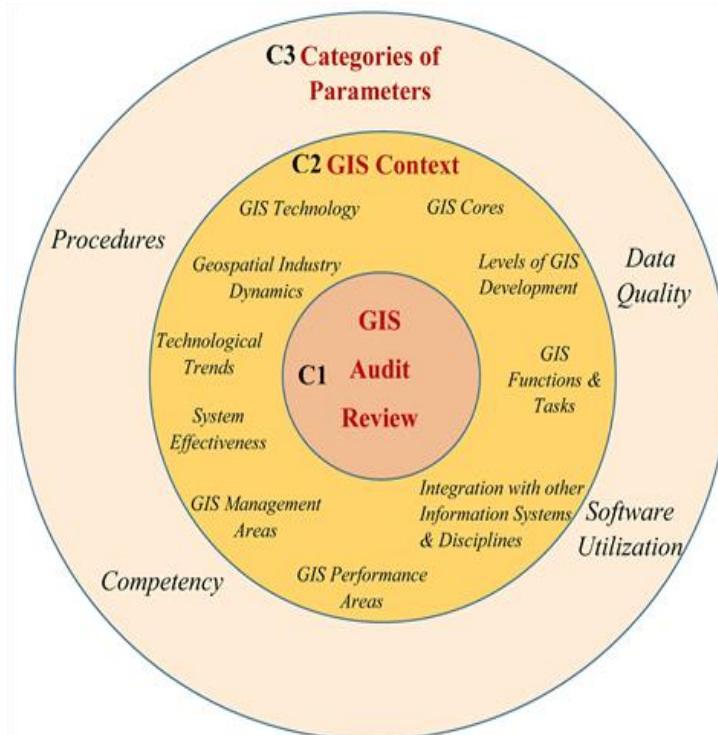 C3 Categories of
Parameters
C2 GIS Context
GIS Technology
GIS Cores
Procedures
Geospatial Industry
Dynamics
Levels of GIS
Development
Data
Quality
GIS
Audit
Review
C1
Technological
Trends
GIS
Functions &
Tasks
System
Effectiveness
GIS Management
Areas
Integration with other
Information Systems
& Disciplines
Software
Utilization
Competency
GIS Performance
Areas